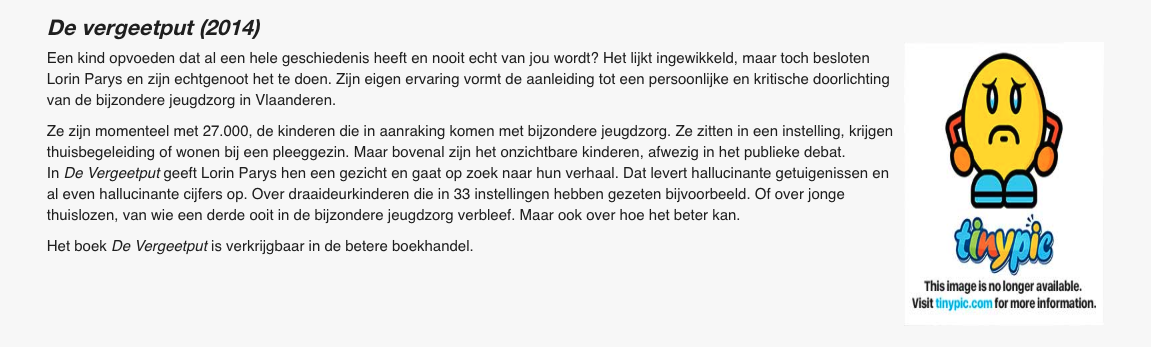 De vergeetput (2014)
Een kind opvoeden dat al een hele geschiedenis heeft en nooit echt van jou wordt? Het lijkt ingewikkeld, maar toch besloten
Lorin Parys en zijn echtgenoot het te doen. Zijn eigen ervaring vormt de aanleiding tot een persoonlijke en kritische doorlichting
van de bijzondere jeugdzorg in Vlaanderen.
Ze zijn momenteel met 27.000, de kinderen die in aanraking komen met bijzondere jeugdzorg. Ze zitten in een instelling, krijgen
thuisbegeleiding of wonen bij een pleeggezin. Maar bovenal zijn het onzichtbare kinderen, afwezig in het publieke debat.
In De Vergeetput geeft Lorin Parys hen een gezicht en gaat op zoek naar hun verhaal. Dat levert hallucinante getuigenissen en
al even hallucinante cijfers op. Over draaideurkinderen die in 33 instellingen hebben gezeten bijvoorbeeld. Of over jonge
thuislozen, van wie een derde ooit in de bijzondere jeugdzorg verbleef. Maar ook over hoe het beter kan.
Het boek De Vergeetput is verkrijgbaar in de betere boekhandel.
tinypic
This image is no longer available.
Visit tinypic.com for more information.